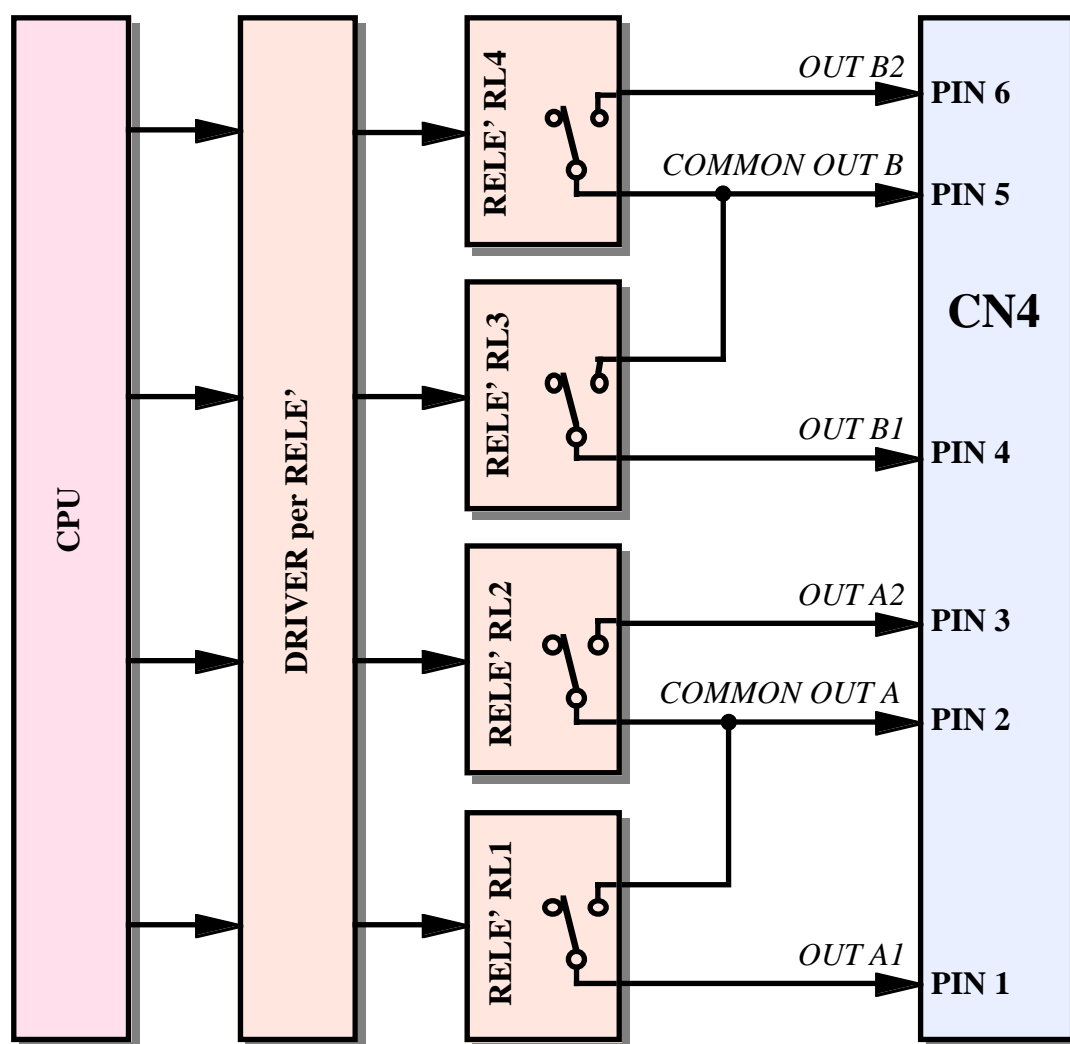 CPU
DRIVER per RELE’
RELE’ RL4
OUT B2
PIN 6
COMMON OUT B
PIN 5
CN4
RELE’ RL3
OUT B1
PIN 4
RELE’ RL2
OUT A2
PIN 3
COMMON OUT A
PIN 2
RELE’ RL1
OUT A1
PIN 1